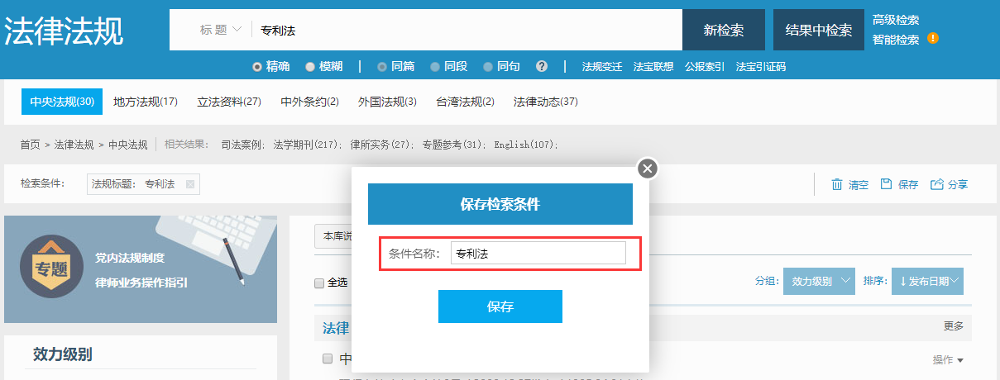 法律法规
标 题
专利法
新检索
结果中检索
高级检索
智能检索
精确 模糊 同篇 同段 同句 ? 法规变迁 法宝联想 公报索引 法宝引证码
中央法规(30) 地方法规(17) 立法资料(27) 中外条约(2) 外国法规(3) 台湾法规(2) 法律动态(37)
首页 > 法律法规 > 中央法规 相关结果： 司法案例; 法学期刊(217); 律所实务(27); 专题参考(31); English(107);
检索条件： 法规标题： 专利法
清空 保存 分享
保存检索条件
条件名称： 专利法
保存
专题
党内法规制度
律师业务操作指引
效力级别
本库说
全选
分组： 效力级别 排序： ↓发布日期
法律
更多
中
操作